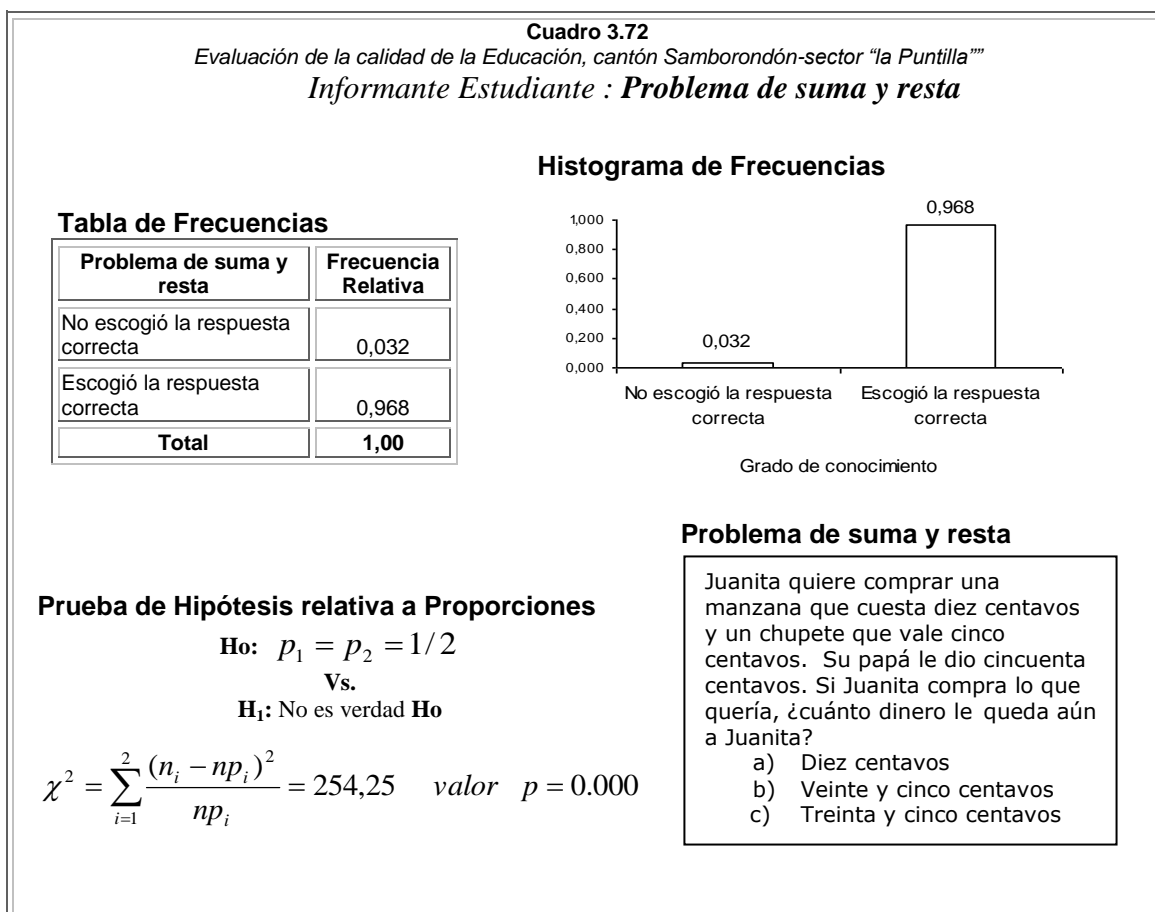 Cuadro 3.72
Evaluación de la calidad de la Educación, cantón Samborondón-sector “la Puntilla””
Informante Estudiante : Problema de suma y resta
Tabla de Frecuencias
Problema de suma y
resta
Frecuencia
Relativa
No escogió la respuesta
correcta
0,032
Escogió la respuesta
correcta
0,968
Total
1,00
Histograma de Frecuencias
1,000
0,800
0,600
0,400
0,200
0,000
0,032
0,968
No escogió la respuesta
correcta
Escogió la respuesta
correcta
Grado de conocimiento
Prueba de Hipótesis relativa a Proporciones
Ho: p₁ = p₂ = 1/2
Vs.
H₁: No es verdad Ho
χ² = ∑_{i=1}^{2} (n_i − np_i)² / np_i = 254,25 valor p = 0.000
Problema de suma y resta
Juanita quiere comprar una
manzana que cuesta diez centavos
y un chupete que vale cinco
centavos. Su papá le dio cincuenta
centavos. Si Juanita compra lo que
quería, ¿cuánto dinero le queda aún
a Juanita?
a) Diez centavos
b) Veinte y cinco centavos
c) Treinta y cinco centavos